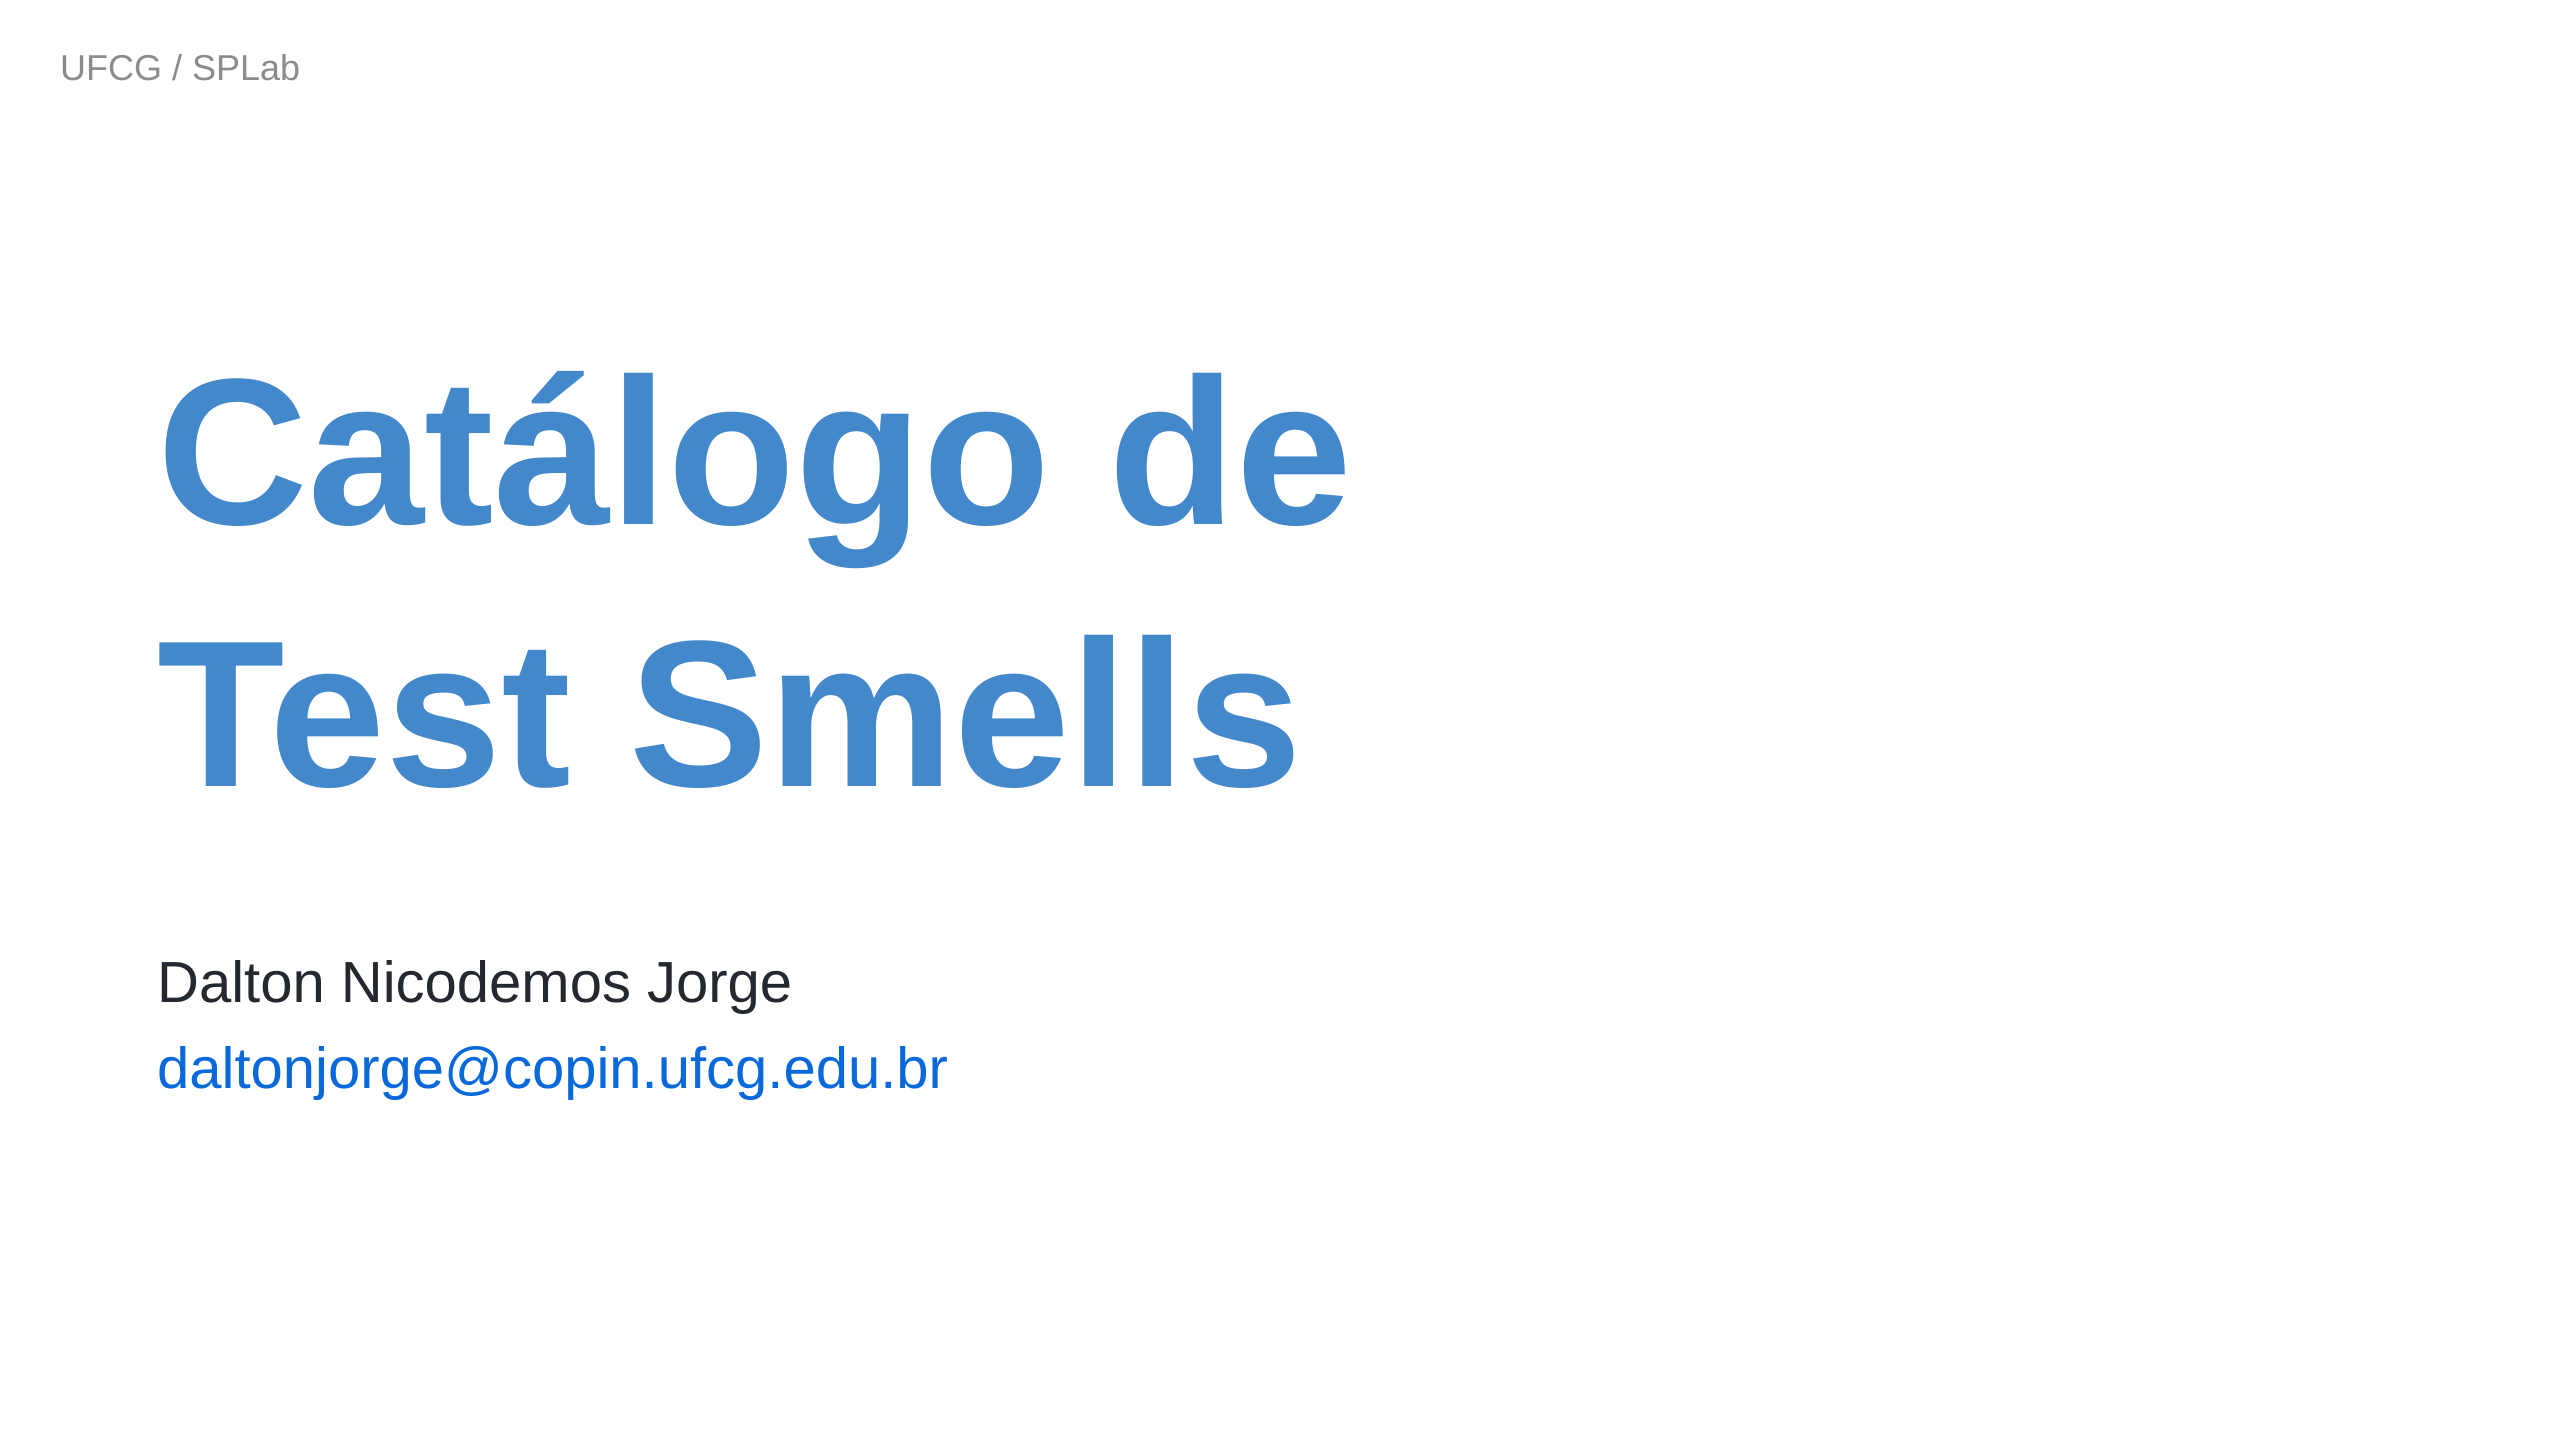 UFCG / SPLab
Catálogo de
Test Smells
Dalton Nicodemos Jorge
daltonjorge@copin.ufcg.edu.br